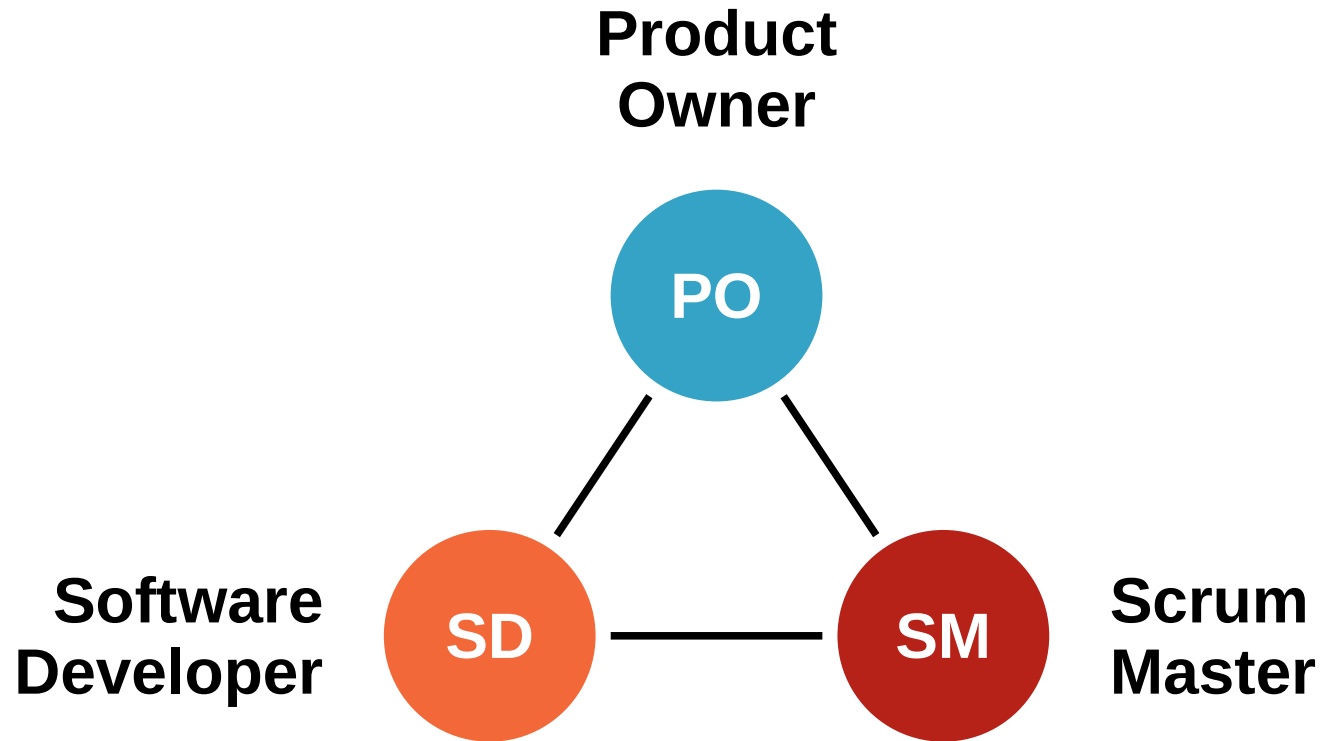 Product
Owner
PO
Software
Developer
SD
SM
Scrum
Master